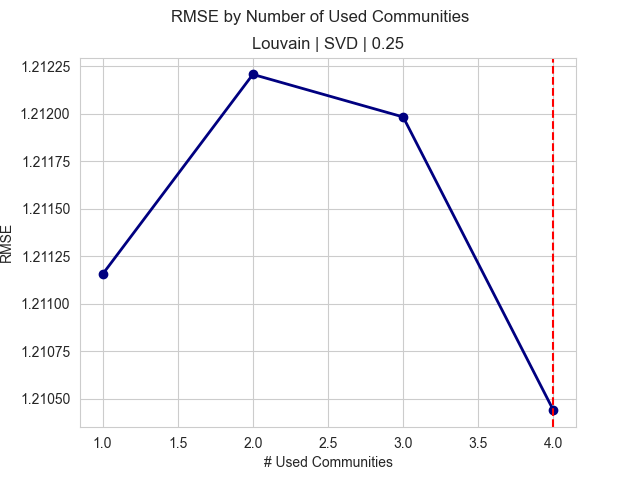 RMSE by Number of Used Communities
Louvain | SVD | 0.25
1.21225
1.21200
1.21175
1.21150
1.21125
1.21100
1.21075
1.21050
RMSE
1.0 1.5 2.0 2.5 3.0 3.5 4.0
# Used Communities